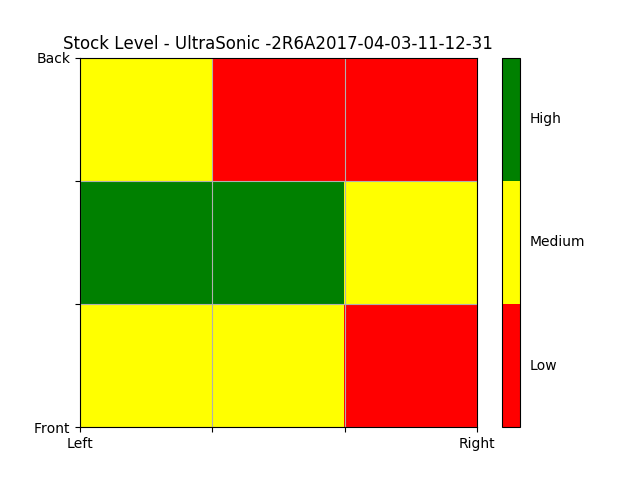 Stock Level - UltraSonic -2R6A2017-04-03-11-12-31
Back
High
Medium
Low
Front
Left
Right